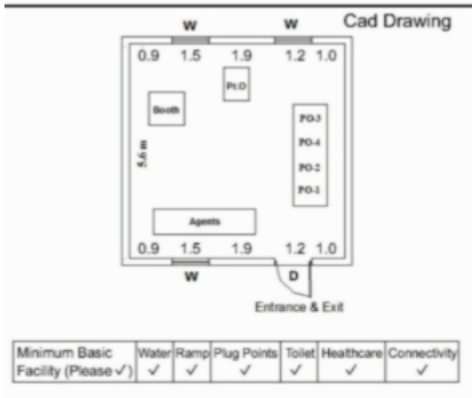 Cad Drawing
W W
0.9 1.5 1.9 1.2 1.0
Pr.O
Booth
PO-3
PO-4
PO-2
PO-1
5.6 m
Agents
0.9 1.5 1.9 1.2 1.0
W D
Entrance & Exit
Minimum Basic Facility (Please ✓) Water Ramp Plug Points Toilet Healthcare Connectivity
✓ ✓ ✓ ✓ ✓ ✓